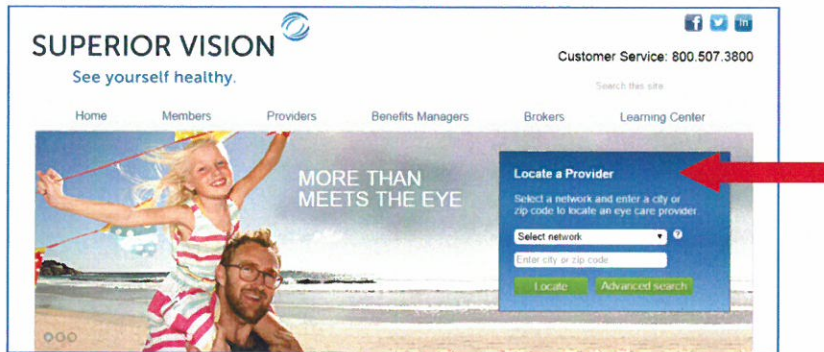 SUPERIOR VISION
See yourself healthy.
Customer Service: 800.507.3800
Search this site
Home Members Providers Benefits Managers Brokers Learning Center
MORE THAN
MEETS THE EYE
Locate a Provider
Select a network and enter a city or
zip code to locate an eye care provider.
Select network
Enter city or zip code
Locate Advanced search